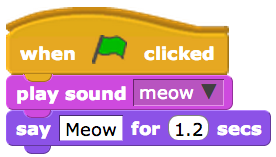 when clicked
play sound meow
say Meow for 1.2 secs